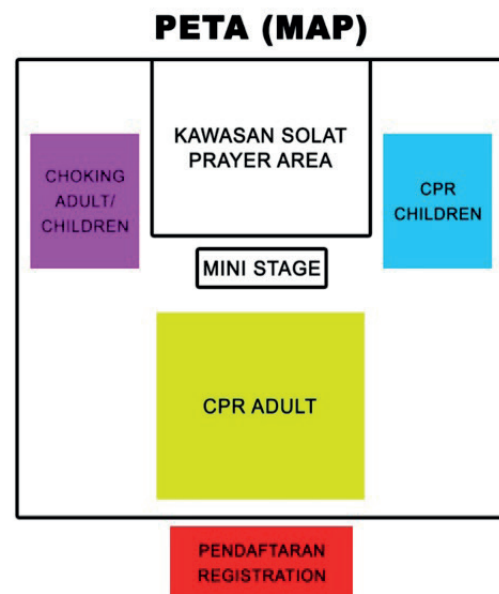 PETA (MAP)
KAWASAN SOLAT
PRAYER AREA
CHOKING
ADULT/
CHILDREN
CPR
CHILDREN
MINI STAGE
CPR ADULT
PENDAFTARAN
REGISTRATION